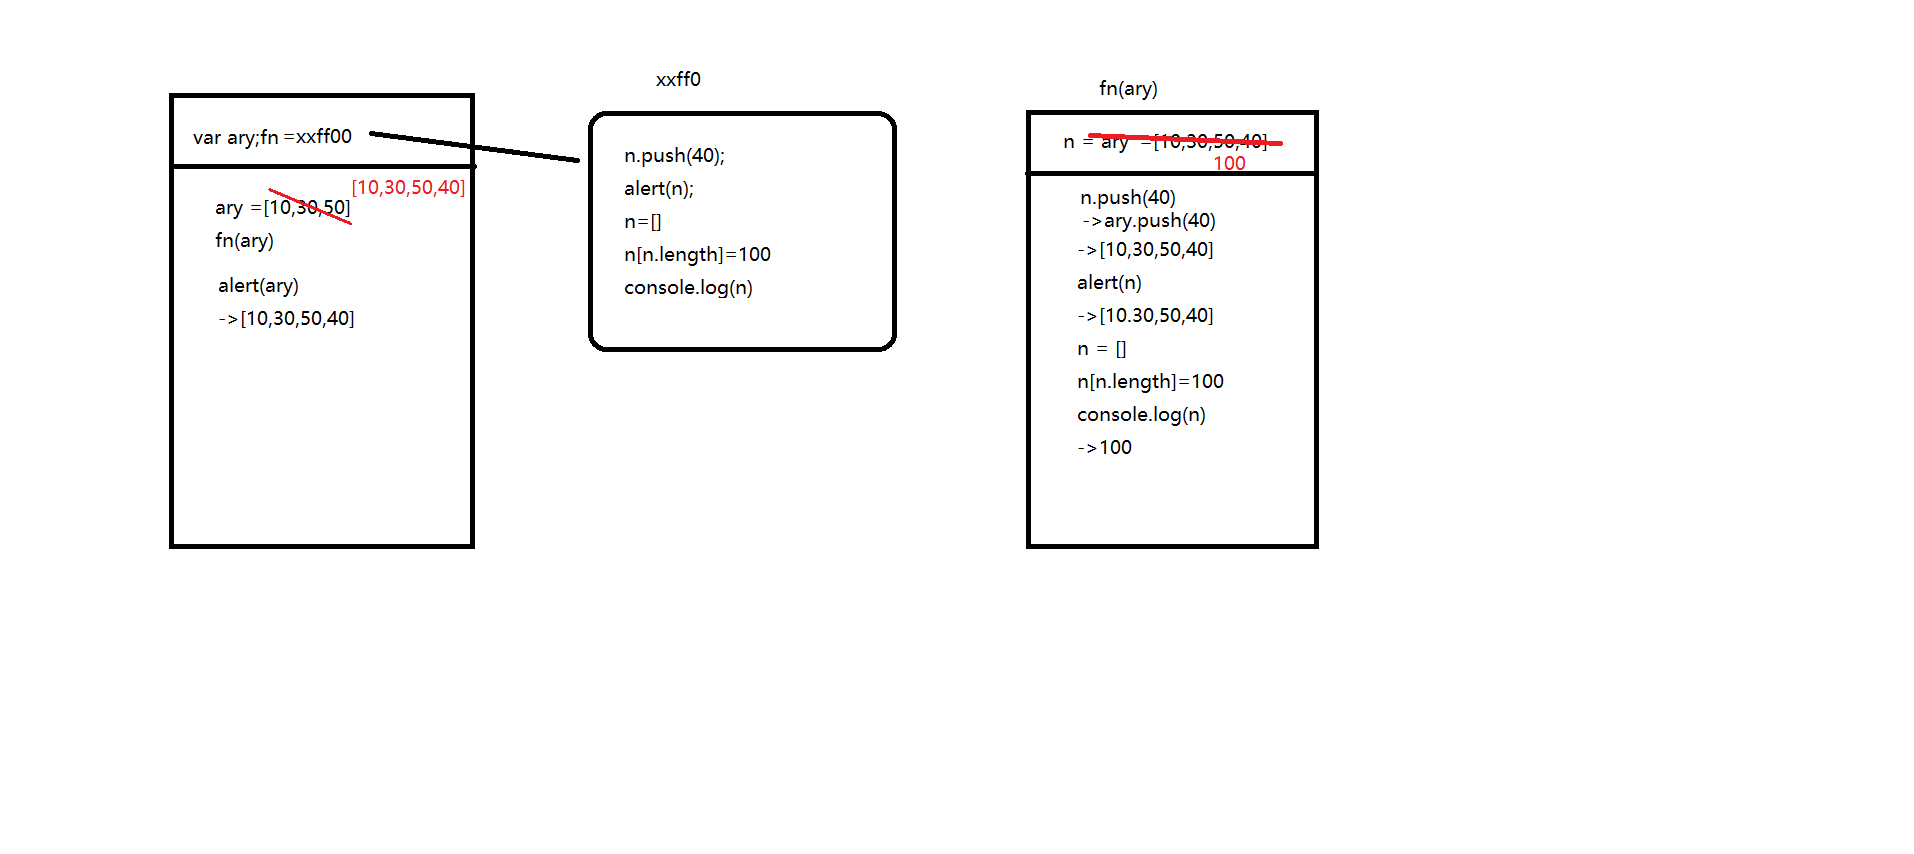 var ary;fn =xxff00
[10,30,50,40]
ary =[10,30,50]
fn(ary)
alert(ary)
->[10,30,50,40]
xxff0
n.push(40);
alert(n);
n=[]
n[n.length]=100
console.log(n)
fn(ary)
n = ary =[10,30,50,40]
100
n.push(40)
->ary.push(40)
->[10,30,50,40]
alert(n)
->[10.30,50,40]
n = []
n[n.length]=100
console.log(n)
->100